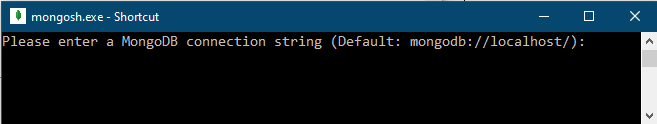 mongosh.exe - Shortcut
Please enter a MongoDB connection string (Default: mongodb://localhost/):